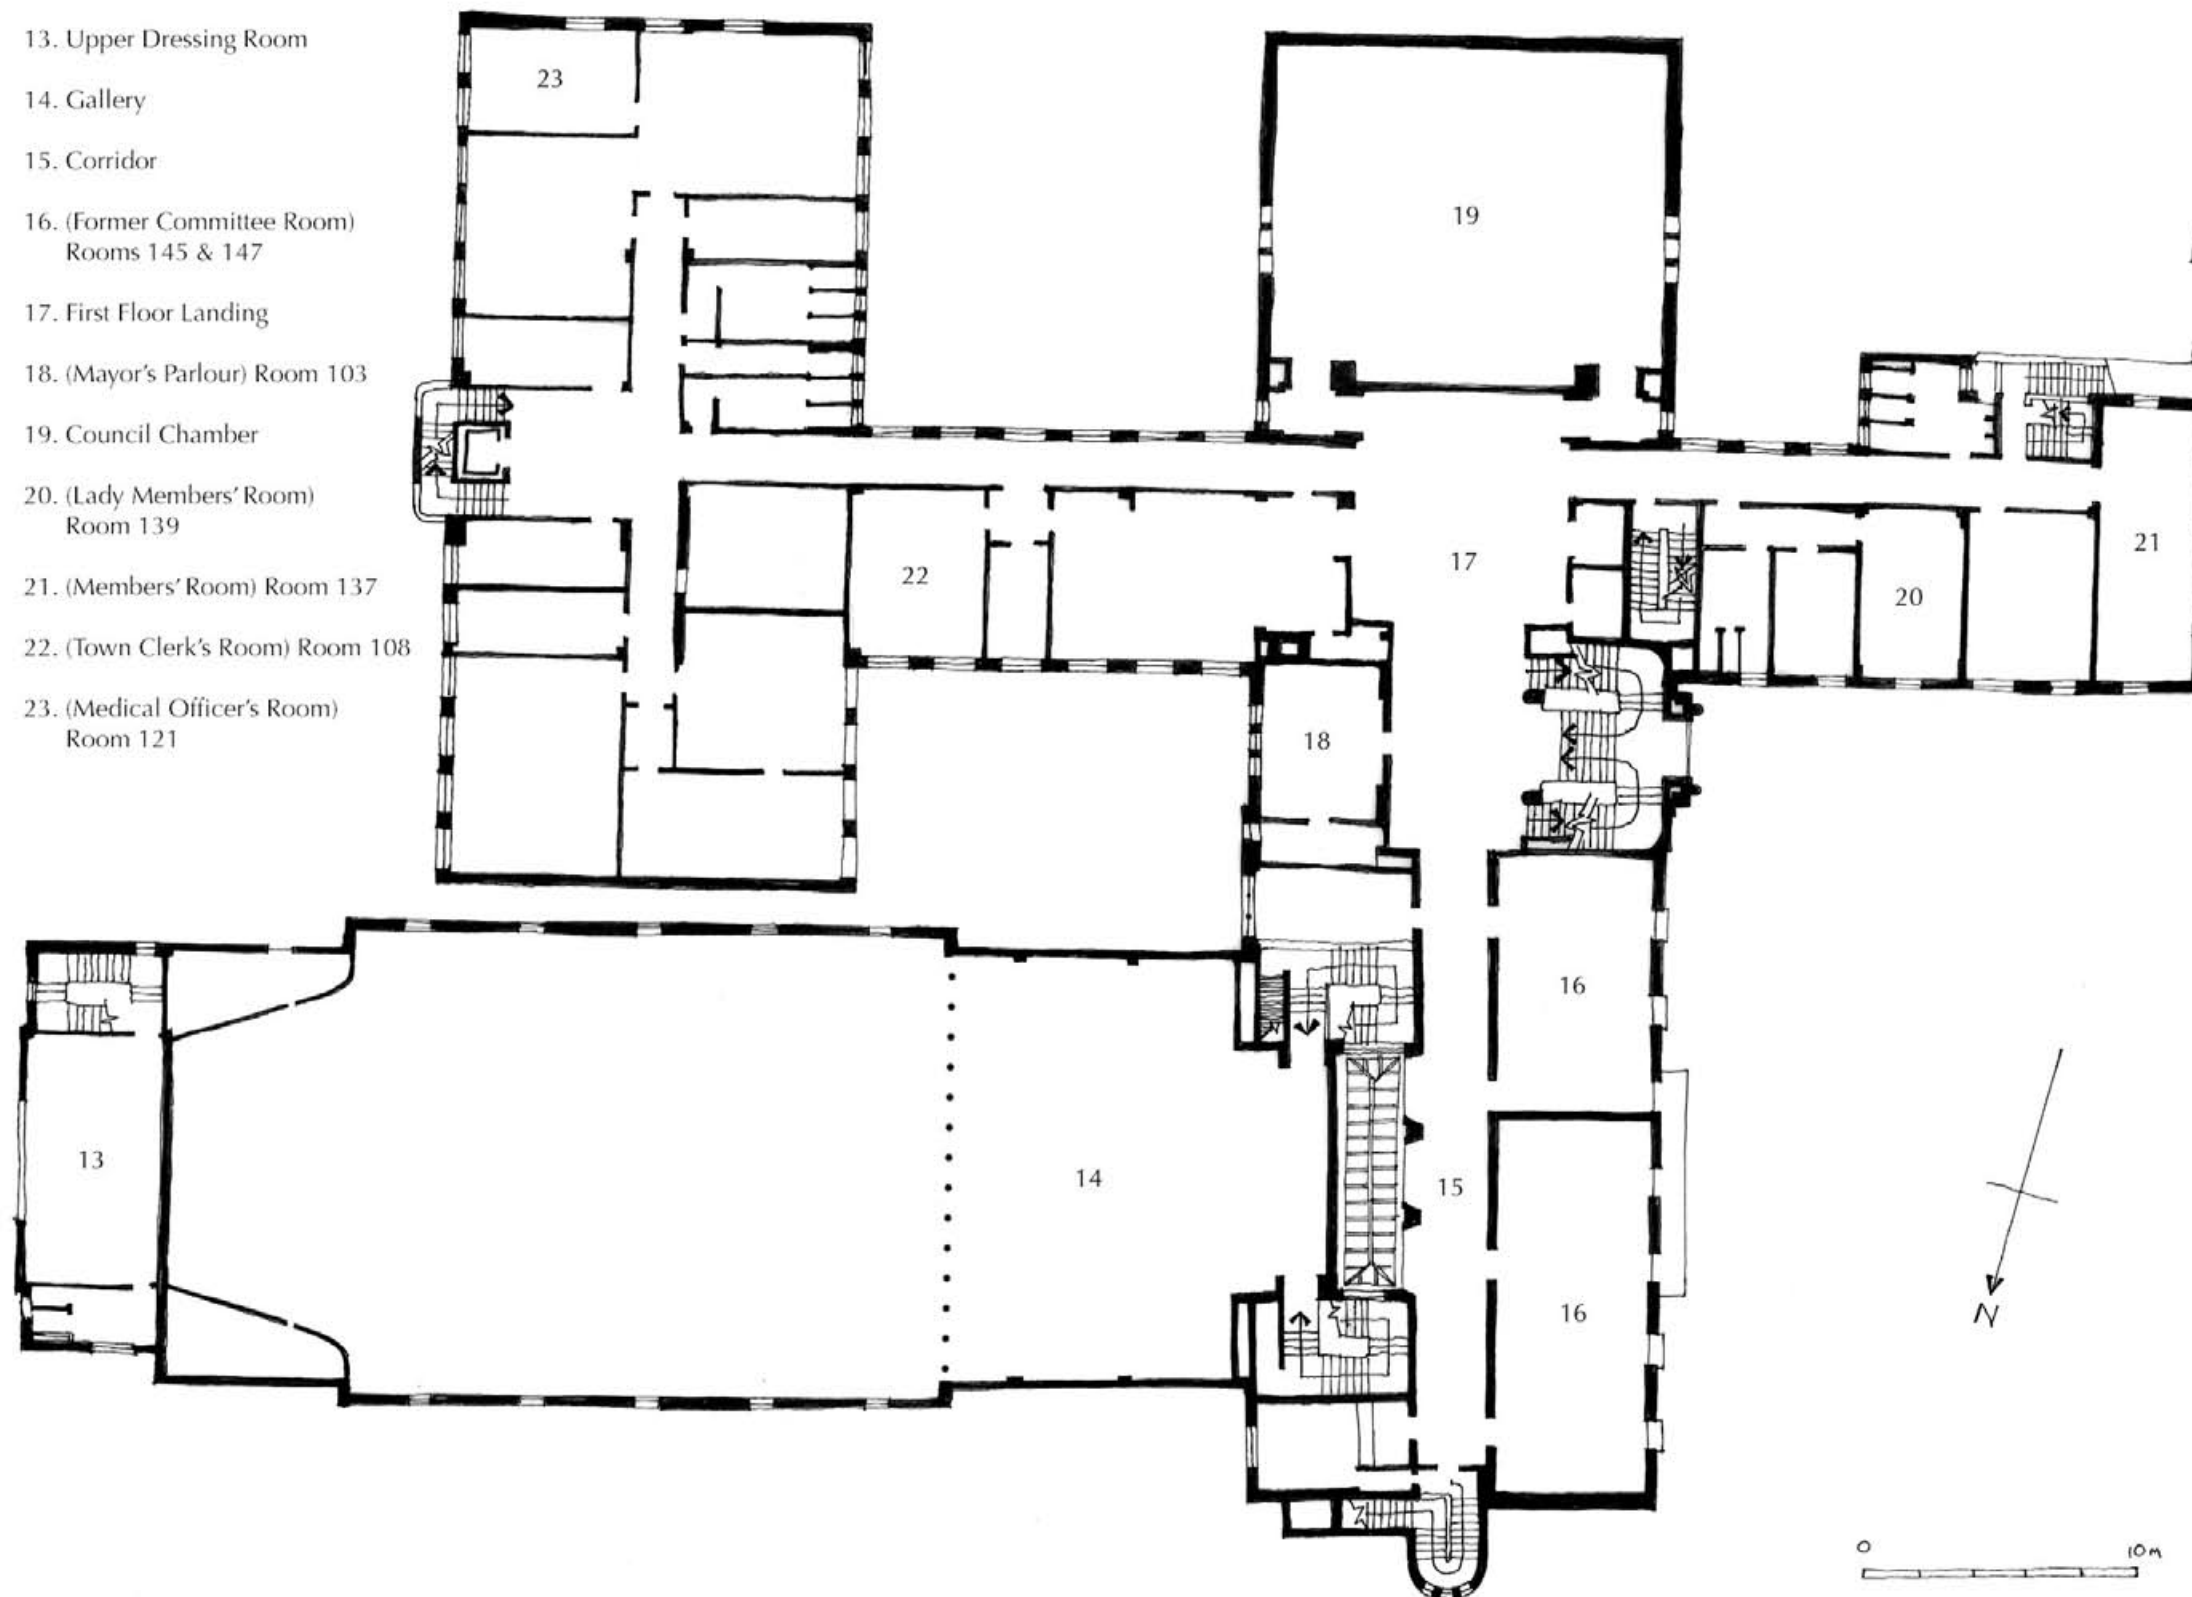 13. Upper Dressing Room
14. Gallery
15. Corridor
16. (Former Committee Room)
Rooms 145 & 147
17. First Floor Landing
18. (Mayor's Parlour) Room 103
19. Council Chamber
20. (Lady Members' Room)
Room 139
21. (Members' Room) Room 137
22. (Town Clerk's Room) Room 108
23. (Medical Officer's Room)
Room 121
23
19
17
22
20
21
18
16
13
14
15
16
N
0 10m